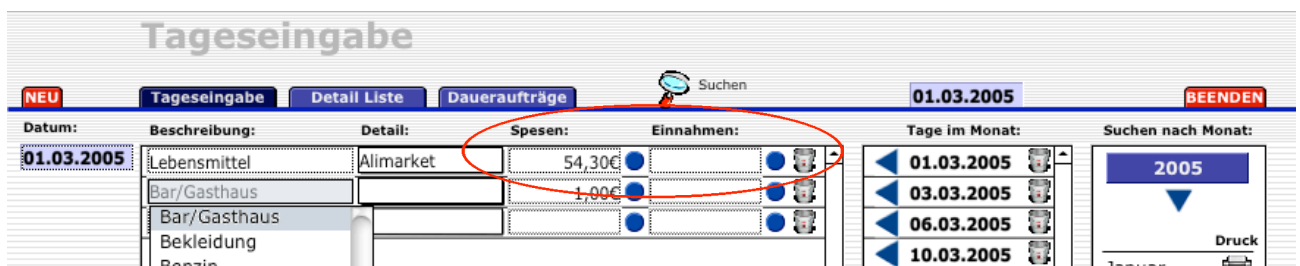 Tageseingabe
Suchen
NEU Tageseingabe Detail Liste Daueraufträge 01.03.2005 BEENDEN
Datum: Beschreibung: Detail: Spesen: Einnahmen: Tage im Monat: Suchen nach Monat:
01.03.2005 Lebensmittel Alimarket 54,30€ 01.03.2005 2005
Bar/Gasthaus 1,00€ 03.03.2005
Bar/Gasthaus 06.03.2005
Bekleidung Druck
Benzin 10.03.2005 Januar